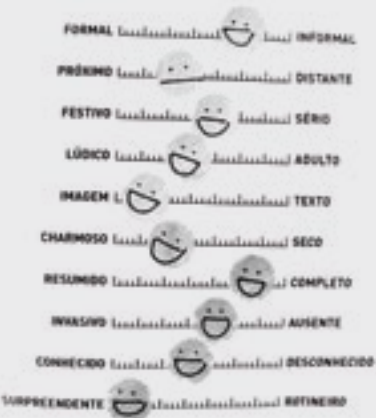 FORMAL INFORMAL
PRÓXIMO DISTANTE
FESTIVO SÉRIO
LÚDICO ADULTO
IMAGEM TEXTO
CHARMOSO SECO
RESUMIDO COMPLETO
INVASIVO AUSENTE
CONHECIDO DESCONHECIDO
SURPREENDENTE ROTINEIRO